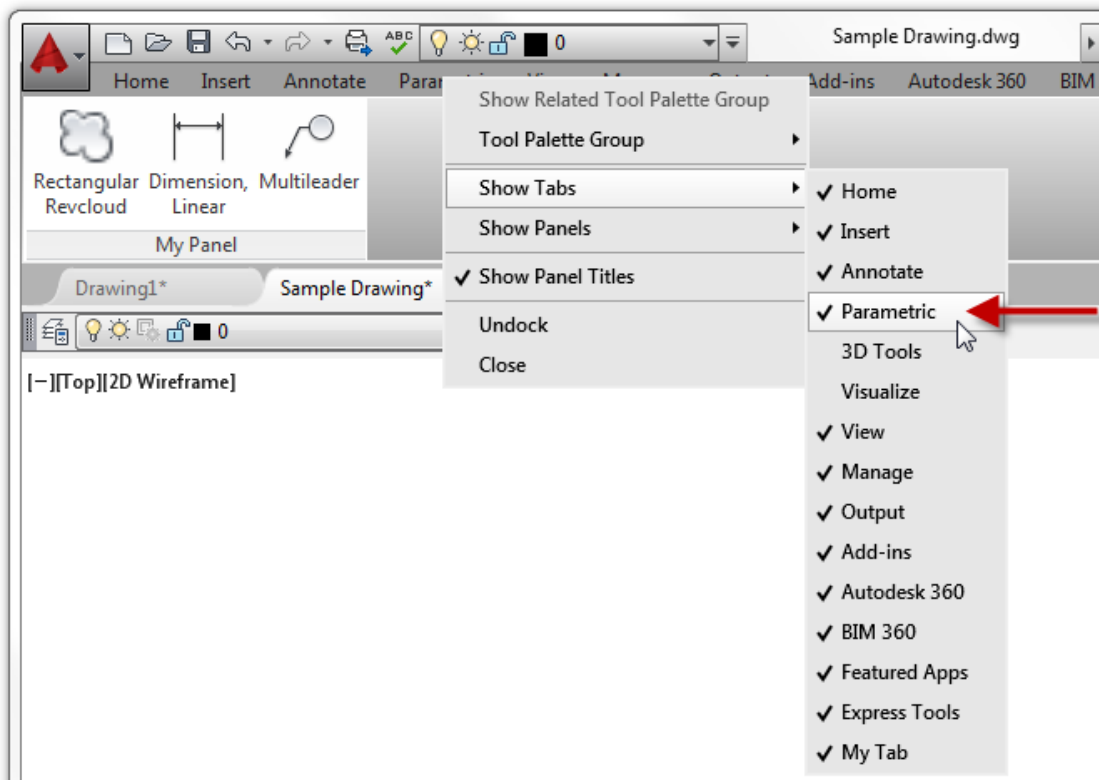 ABC
0
Sample Drawing.dwg
Home Insert Annotate Add-ins Autodesk 360 BIM
Rectangular Revcloud
Dimension, Linear
Multileader
My Panel
Drawing1*
Sample Drawing*
0
[−][Top][2D Wireframe]
Show Related Tool Palette Group
Tool Palette Group
Show Tabs
Show Panels
Show Panel Titles
Undock
Close
Home
Insert
Annotate
Parametric
3D Tools
Visualize
View
Manage
Output
Add-ins
Autodesk 360
BIM 360
Featured Apps
Express Tools
My Tab